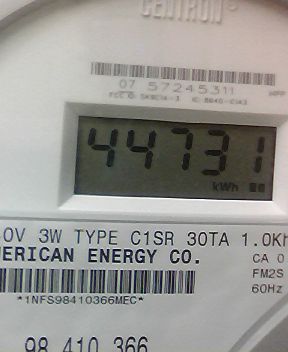 CENTRON®
07 57245311
44731
kWh
0V 3W TYPE C1SR 30TA 1.0Kh
CA 0
ERICAN ENERGY CO.
FM2S
60Hz
*1NFS98410366MEC*
98 410 366